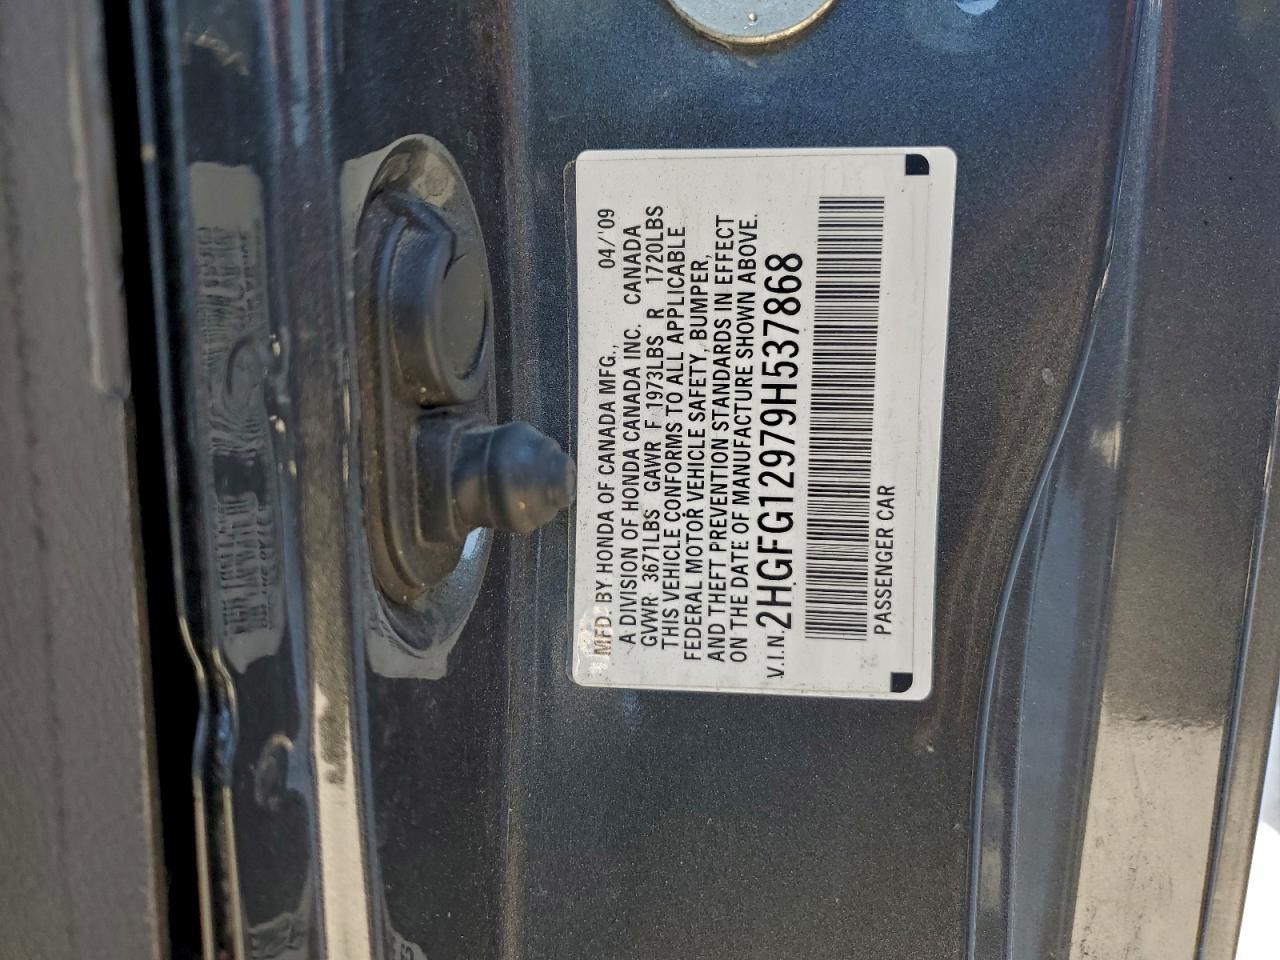 MFD. BY HONDA OF CANADA MFG., 04/'09
A DIVISION OF HONDA CANADA INC. CANADA
GVWR 3671LBS GAWR F 1973LBS R 1720LBS
THIS VEHICLE CONFORMS TO ALL APPLICABLE
FEDERAL MOTOR VEHICLE SAFETY, BUMPER,
AND THEFT PREVENTION STANDARDS IN EFFECT
ON THE DATE OF MANUFACTURE SHOWN ABOVE.
V.I.N. 2HGFG12979H537868
PASSENGER CAR